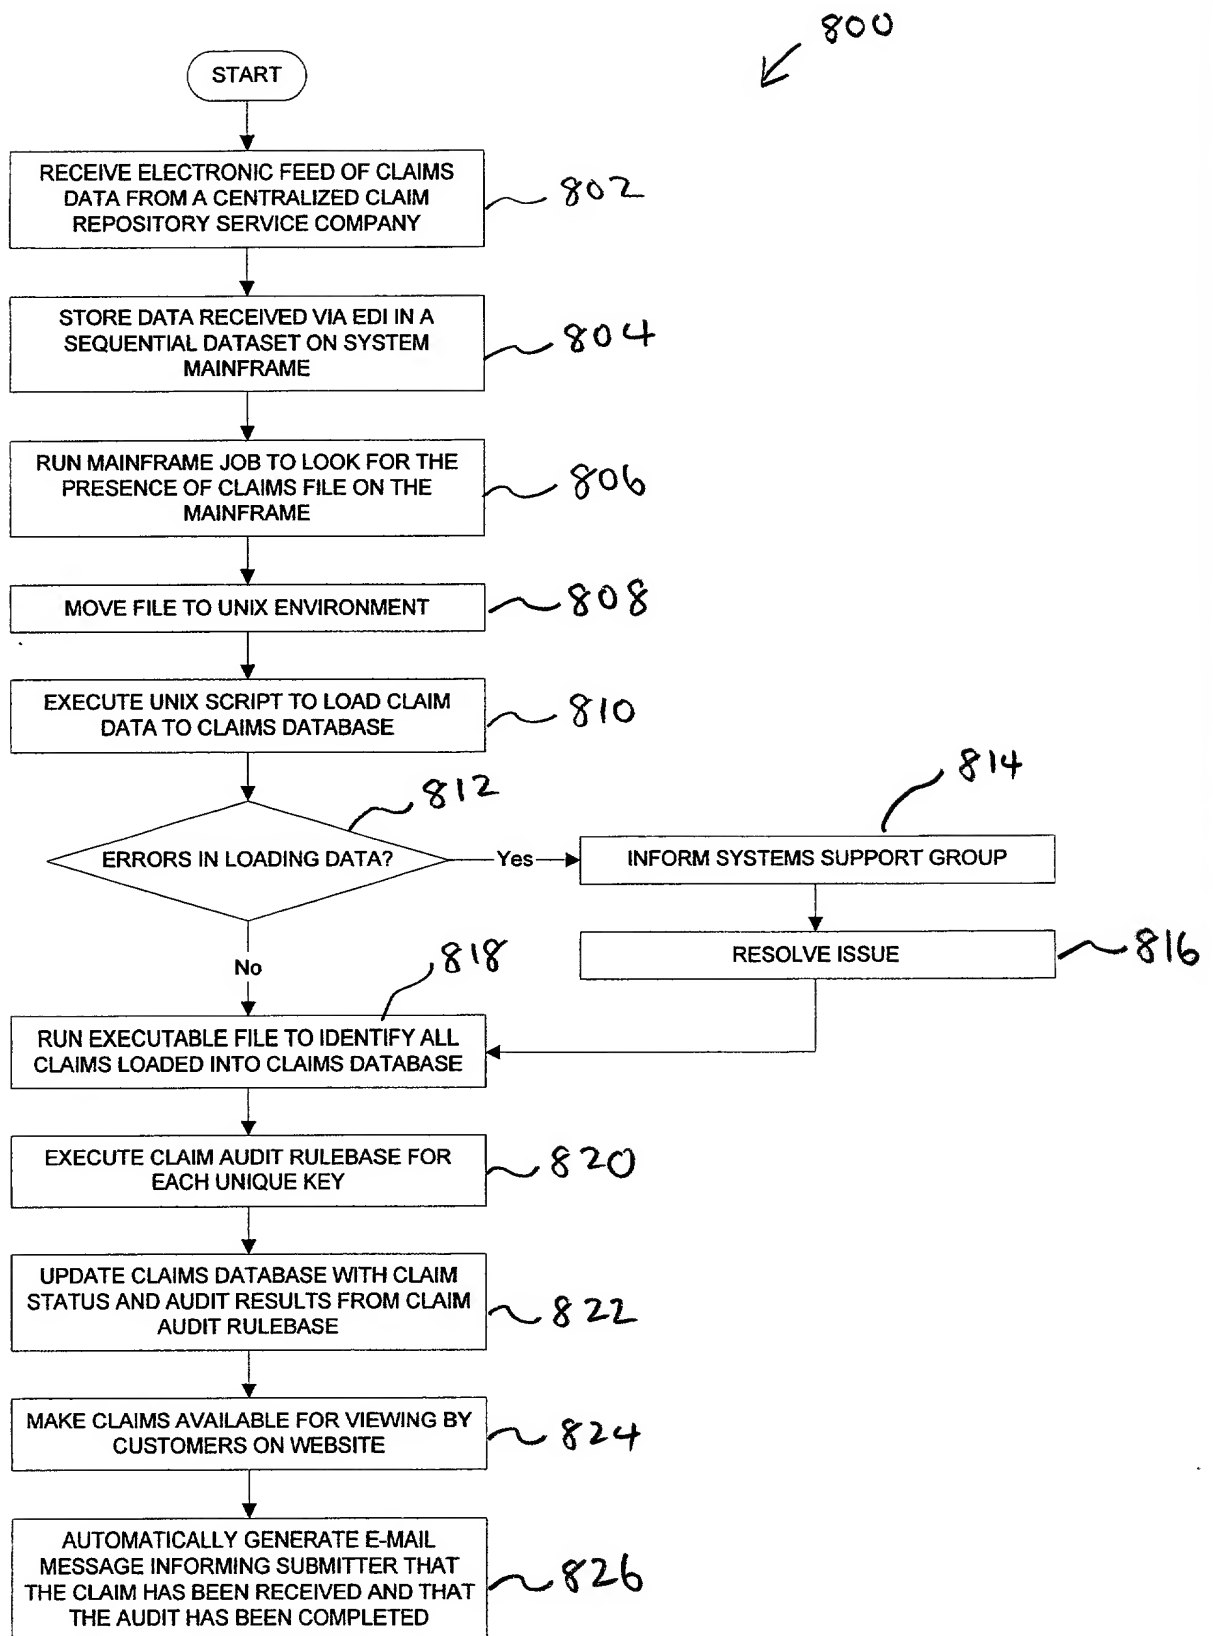 800
START
RECEIVE ELECTRONIC FEED OF CLAIMS
DATA FROM A CENTRALIZED CLAIM
REPOSITORY SERVICE COMPANY
802
STORE DATA RECEIVED VIA EDI IN A
SEQUENTIAL DATASET ON SYSTEM
MAINFRAME
804
RUN MAINFRAME JOB TO LOOK FOR THE
PRESENCE OF CLAIMS FILE ON THE
MAINFRAME
806
MOVE FILE TO UNIX ENVIRONMENT
808
EXECUTE UNIX SCRIPT TO LOAD CLAIM
DATA TO CLAIMS DATABASE
810
812
ERRORS IN LOADING DATA?
Yes
814
INFORM SYSTEMS SUPPORT GROUP
RESOLVE ISSUE
816
No
818
RUN EXECUTABLE FILE TO IDENTIFY ALL
CLAIMS LOADED INTO CLAIMS DATABASE
EXECUTE CLAIM AUDIT RULEBASE FOR
EACH UNIQUE KEY
820
UPDATE CLAIMS DATABASE WITH CLAIM
STATUS AND AUDIT RESULTS FROM CLAIM
AUDIT RULEBASE
822
MAKE CLAIMS AVAILABLE FOR VIEWING BY
CUSTOMERS ON WEBSITE
824
AUTOMATICALLY GENERATE E-MAIL
MESSAGE INFORMING SUBMITTER THAT
THE CLAIM HAS BEEN RECEIVED AND THAT
THE AUDIT HAS BEEN COMPLETED
826